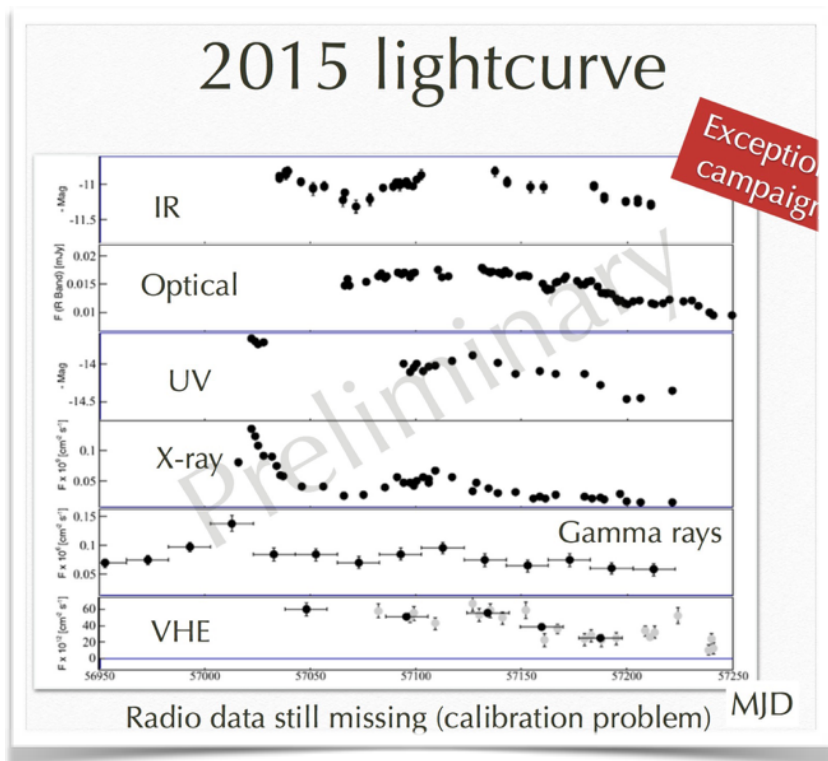 2015 lightcurve
Exceptio
campaign
- Mag
-11
-11.5
IR
F (R Band) [mJy]
0.02
0.015
0.01
Optical
- Mag
-14
-14.5
UV
F x 10⁹ [cm² s⁻¹]
0.1
0.05
X-ray
F x 10⁶ [cm² s⁻¹]
0.15
0.1
0.05
Gamma rays
F x 10¹² [cm² s⁻¹]
60
40
20
0
VHE
Preliminary
56950 57000 57050 57100 57150 57200 57250
Radio data still missing (calibration problem)
MJD